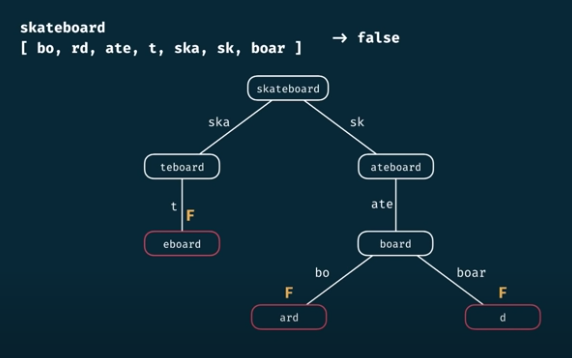 skateboard
[ bo, rd, ate, t, ska, sk, boar ]
→ false
skateboard
ska
sk
teboard
ateboard
t
F
ate
eboard
board
bo
boar
F
F
ard
d